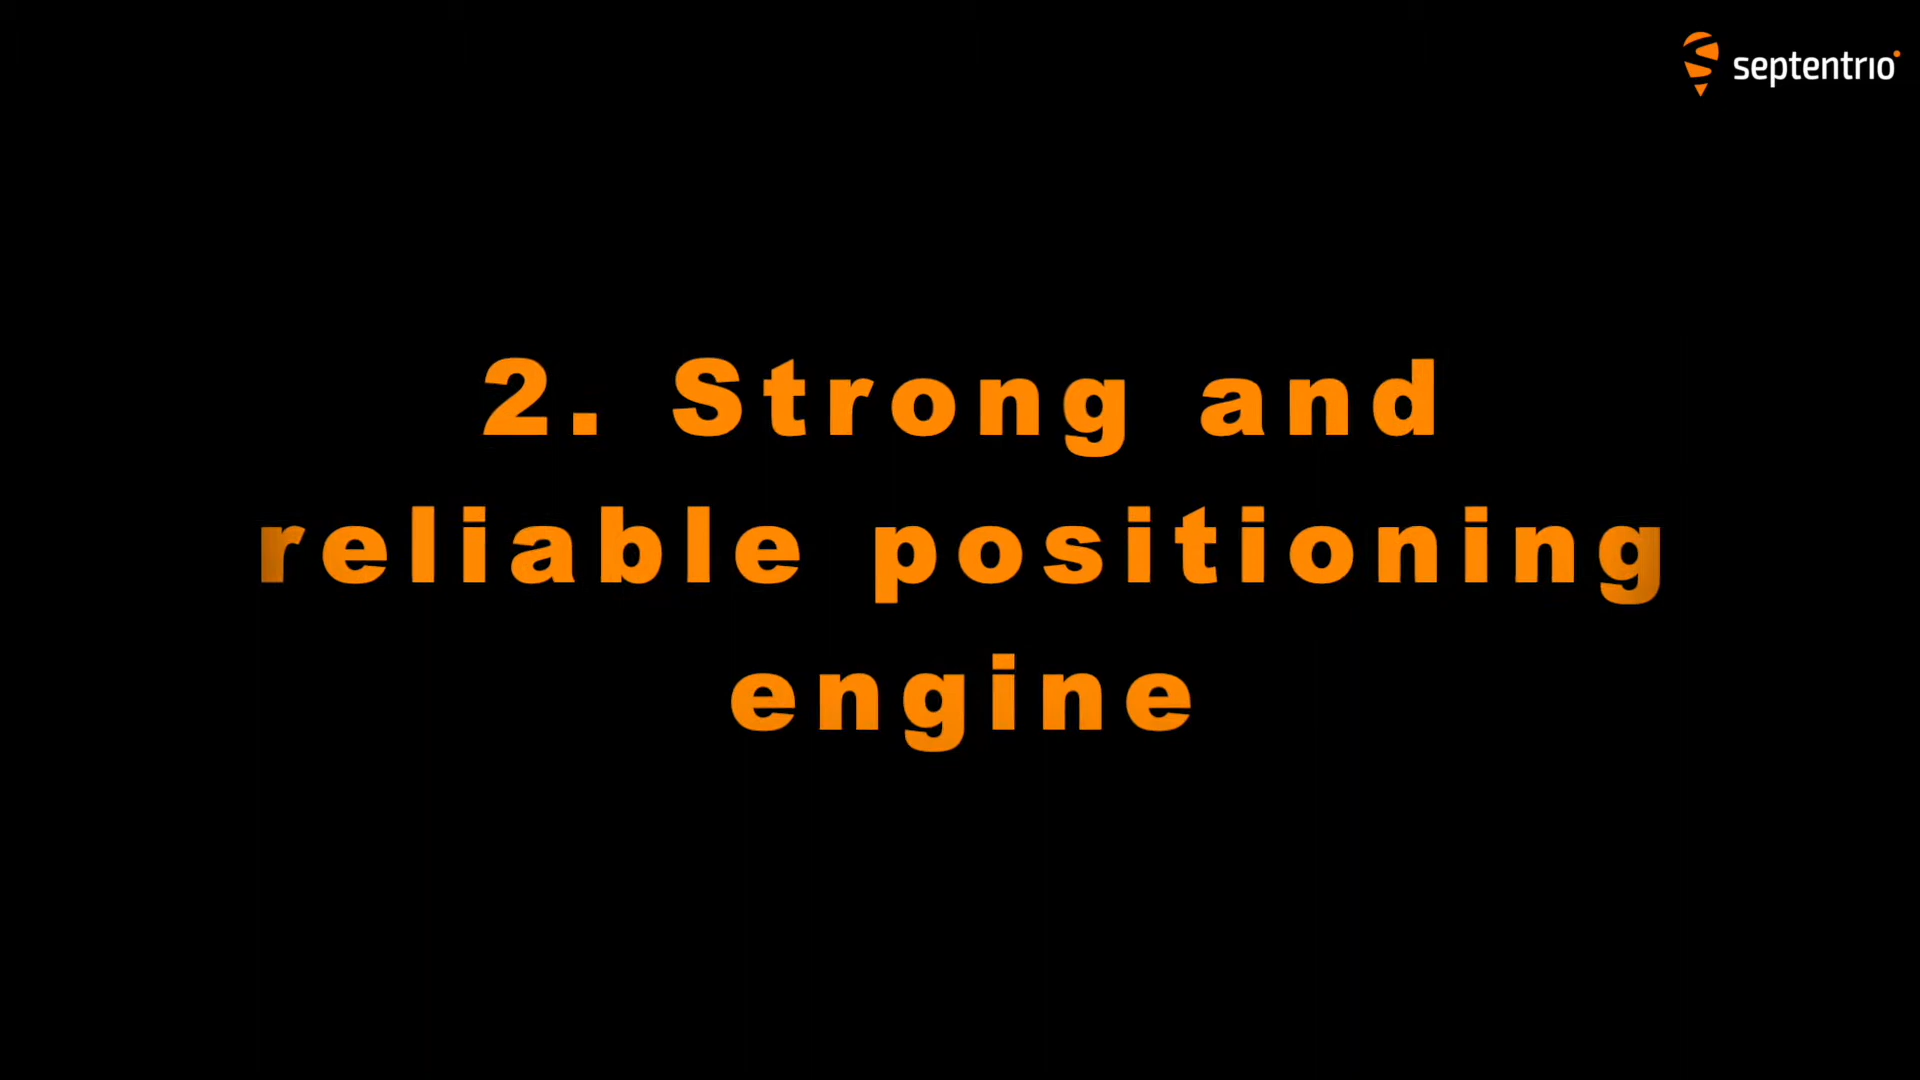 septentrio
2. Strong and
reliable positioning
engine